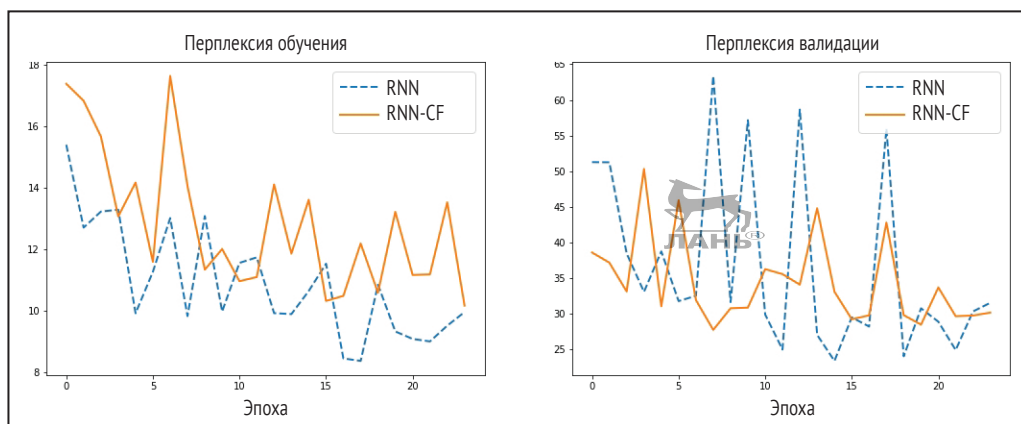 Перплексия обучения
18
16
14
12
10
8
0 5 10 15 20
Эпоха
RNN
RNN-CF
Перплексия валидации
65
60
55
50
45
40
35
30
25
0 5 10 15 20
Эпоха
RNN
RNN-CF
ЛАНЬ®